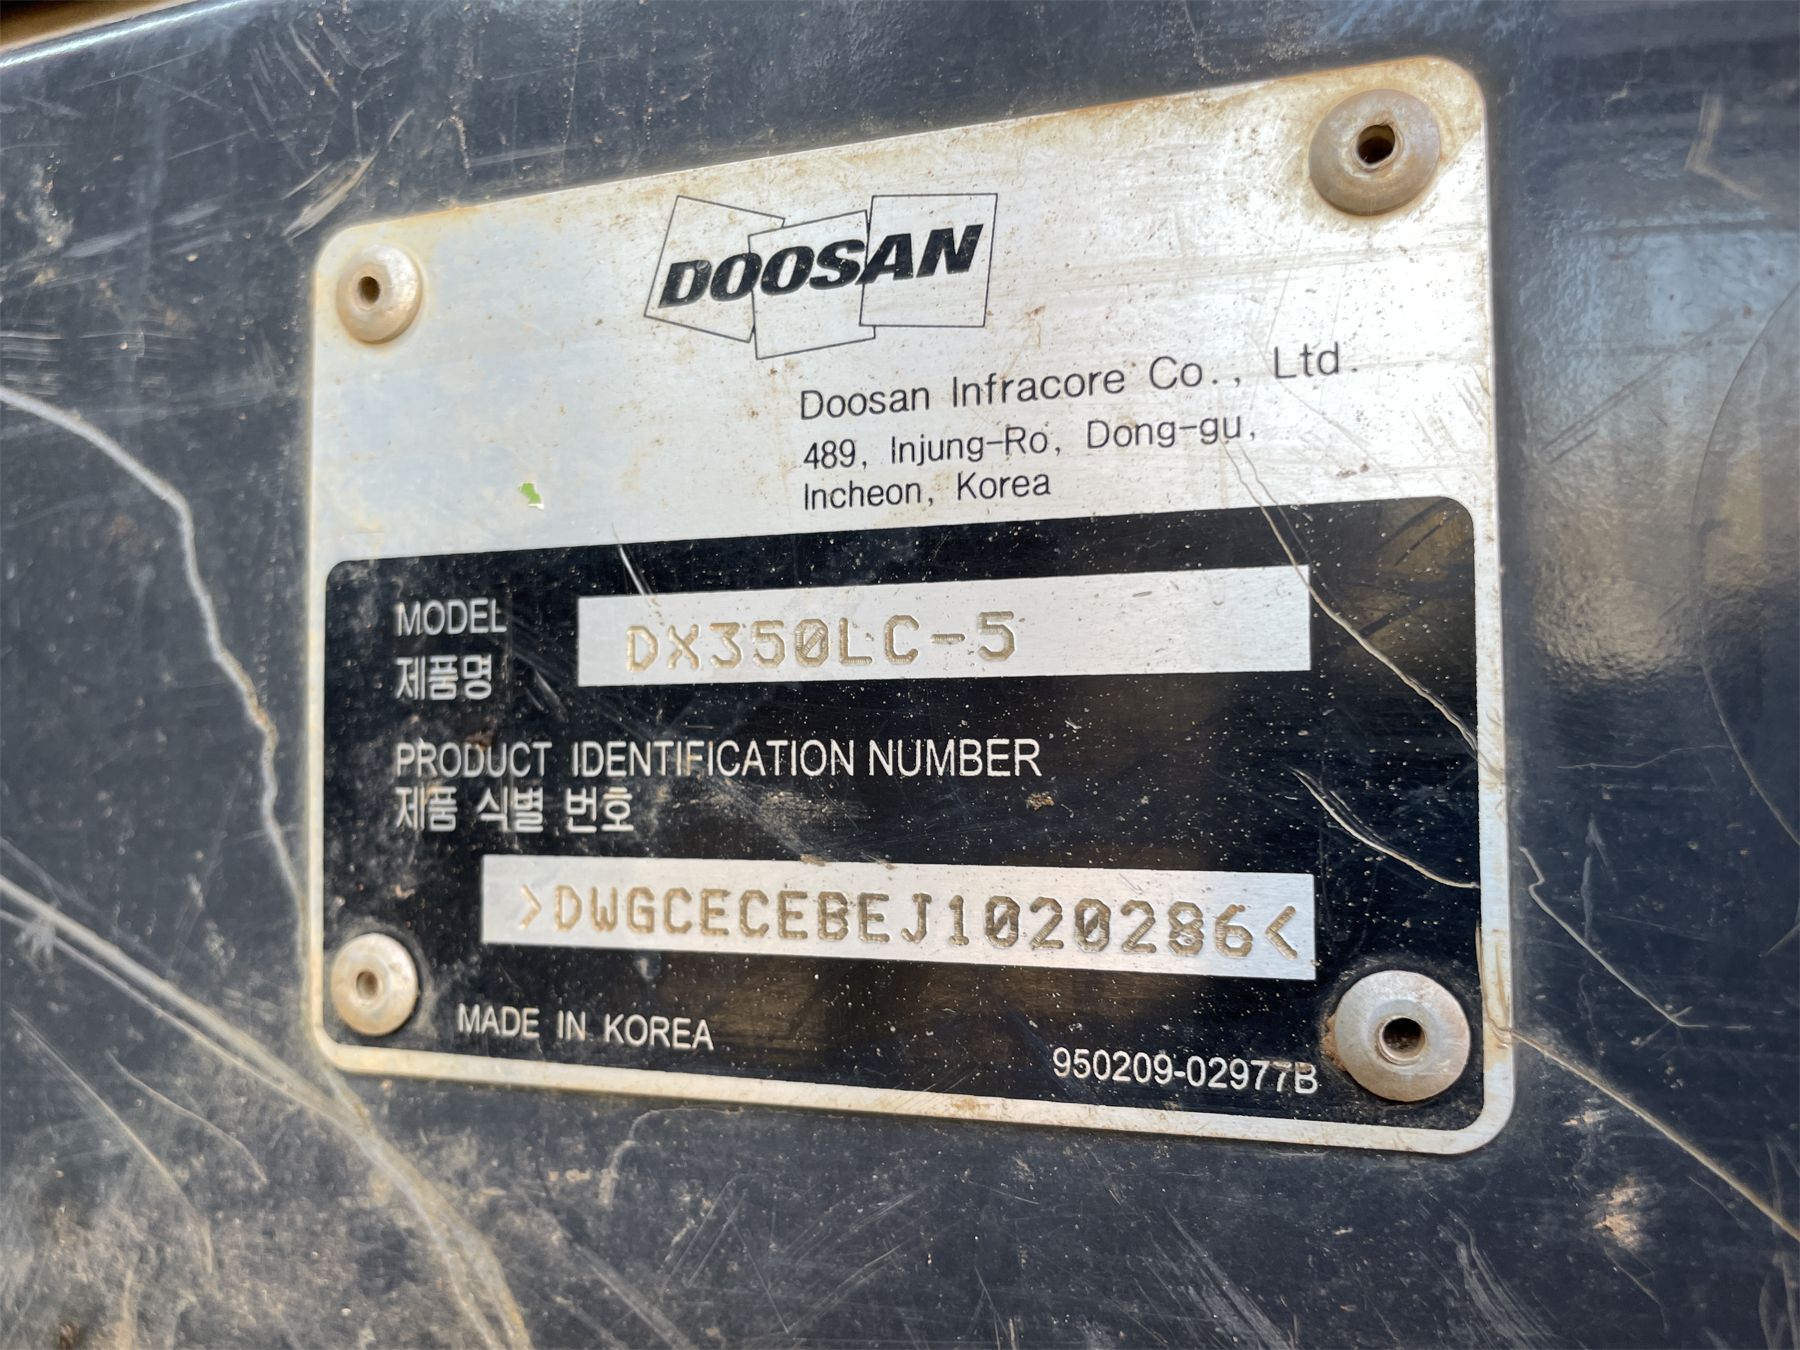 DOOSAN
Doosan Infracore Co., Ltd.
489, Injung-Ro, Dong-gu,
Incheon, Korea
MODEL DX350LC-5
제품명
PRODUCT IDENTIFICATION NUMBER
제품 식별 번호
>DWGCECEBEJ1020286<
MADE IN KOREA
950209-02977B